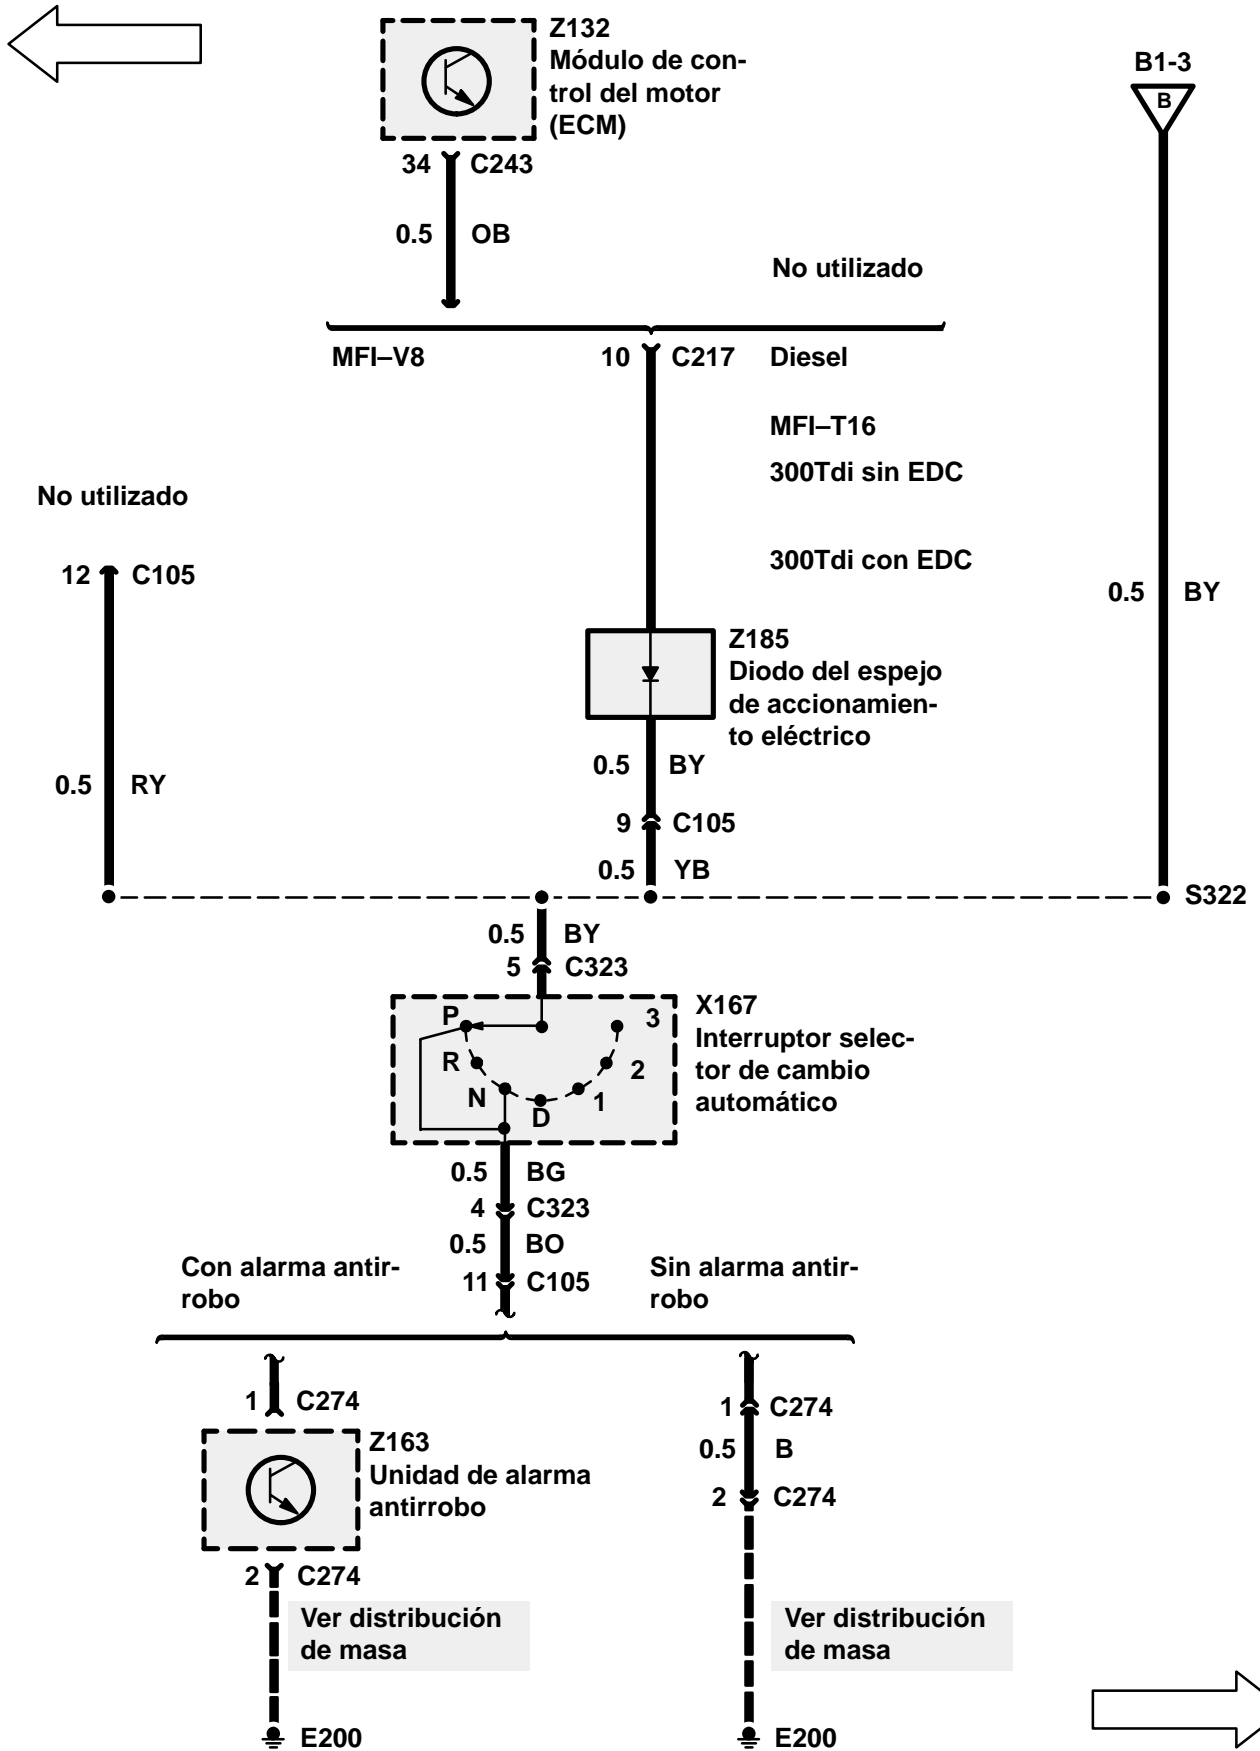 Z132
Módulo de con-
trol del motor
(ECM)
B1-3
B
34 C243
0.5 OB
No utilizado
MFI–V8
10 C217 Diesel
MFI–T16
300Tdi sin EDC
No utilizado
300Tdi con EDC
12 C105
0.5 BY
Z185
Diodo del espejo
de accionamien-
to eléctrico
0.5 BY
0.5 RY
9 C105
0.5 YB
S322
0.5 BY
5 C323
X167
Interruptor selec-
tor de cambio
automático
P
3
R
2
N
D
1
0.5 BG
4 C323
0.5 BO
11 C105
Con alarma antir-
robo
Sin alarma antir-
robo
1 C274
1 C274
0.5 B
2 C274
Z163
Unidad de alarma
antirrobo
2 C274
Ver distribución
de masa
Ver distribución
de masa
E200
E200